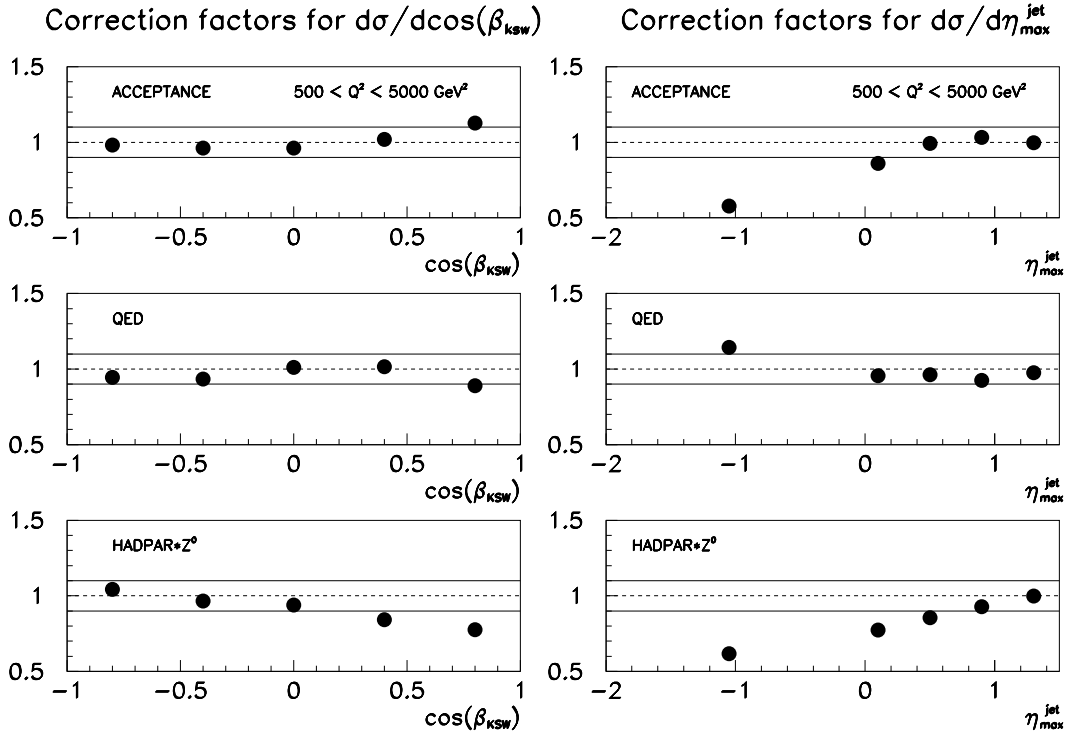 Correction factors for dσ/dcos(β_KSW)
1.5
ACCEPTANCE 500 < Q² < 5000 GeV²
1
0.5
−1 −0.5 0 0.5 1
cos(β_KSW)
1.5
QED
1
0.5
−1 −0.5 0 0.5 1
cos(β_KSW)
1.5
HADPAR*Z⁰
1
0.5
−1 −0.5 0 0.5 1
cos(β_KSW)
Correction factors for dσ/dη_max^jet
1.5
ACCEPTANCE 500 < Q² < 5000 GeV²
1
0.5
−2 −1 0 1
η_max^jet
1.5
QED
1
0.5
−2 −1 0 1
η_max^jet
1.5
HADPAR*Z⁰
1
0.5
−2 −1 0 1
η_max^jet